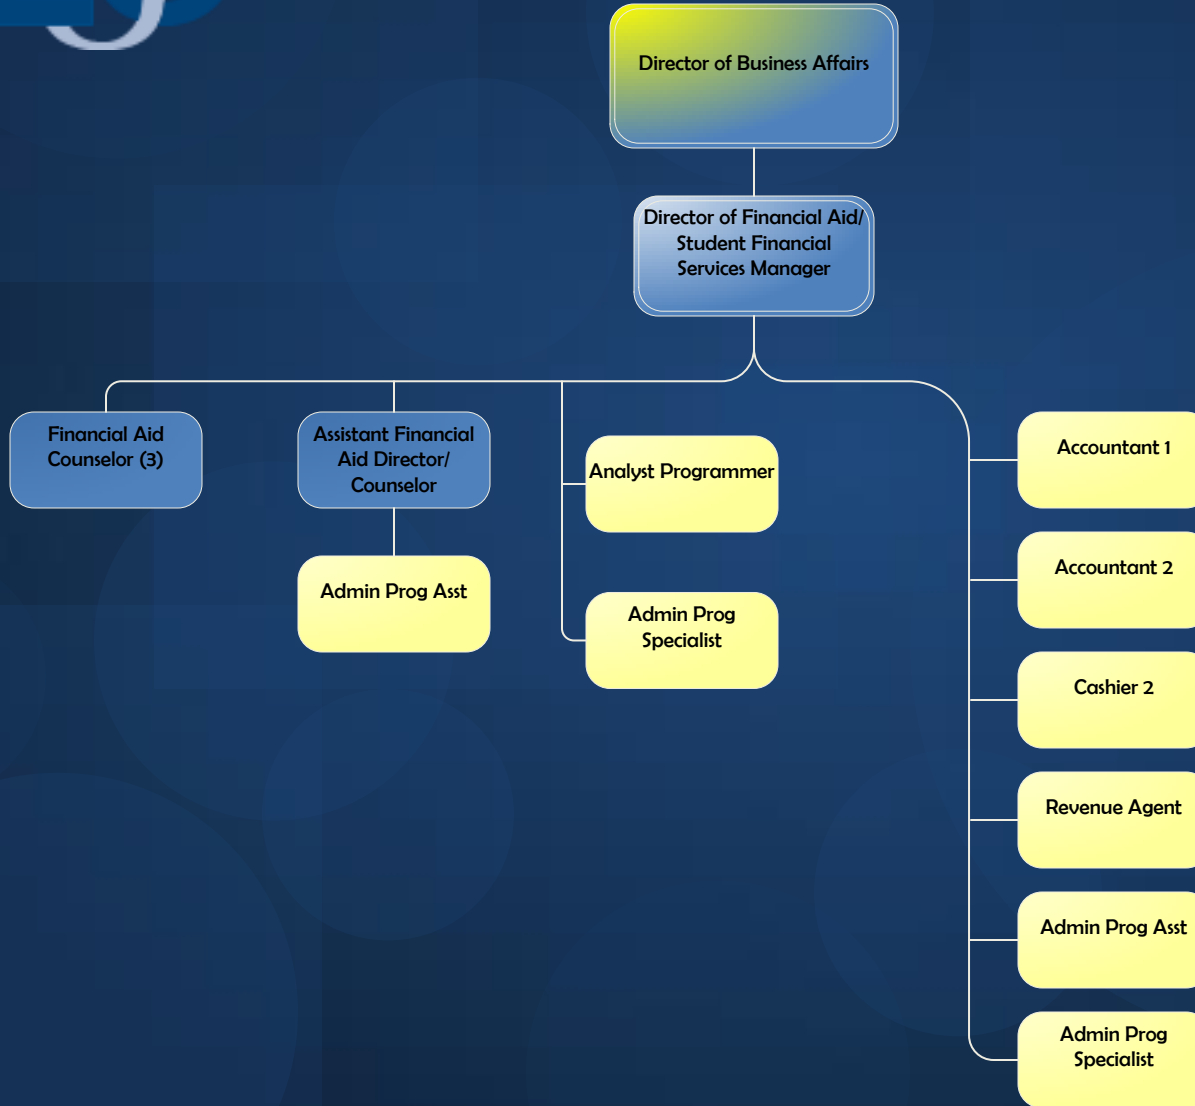 Director of Business Affairs
Director of Financial Aid/
Student Financial
Services Manager
Financial Aid
Counselor (3)
Assistant Financial
Aid Director/
Counselor
Admin Prog Asst
Analyst Programmer
Admin Prog
Specialist
Accountant 1
Accountant 2
Cashier 2
Revenue Agent
Admin Prog Asst
Admin Prog
Specialist